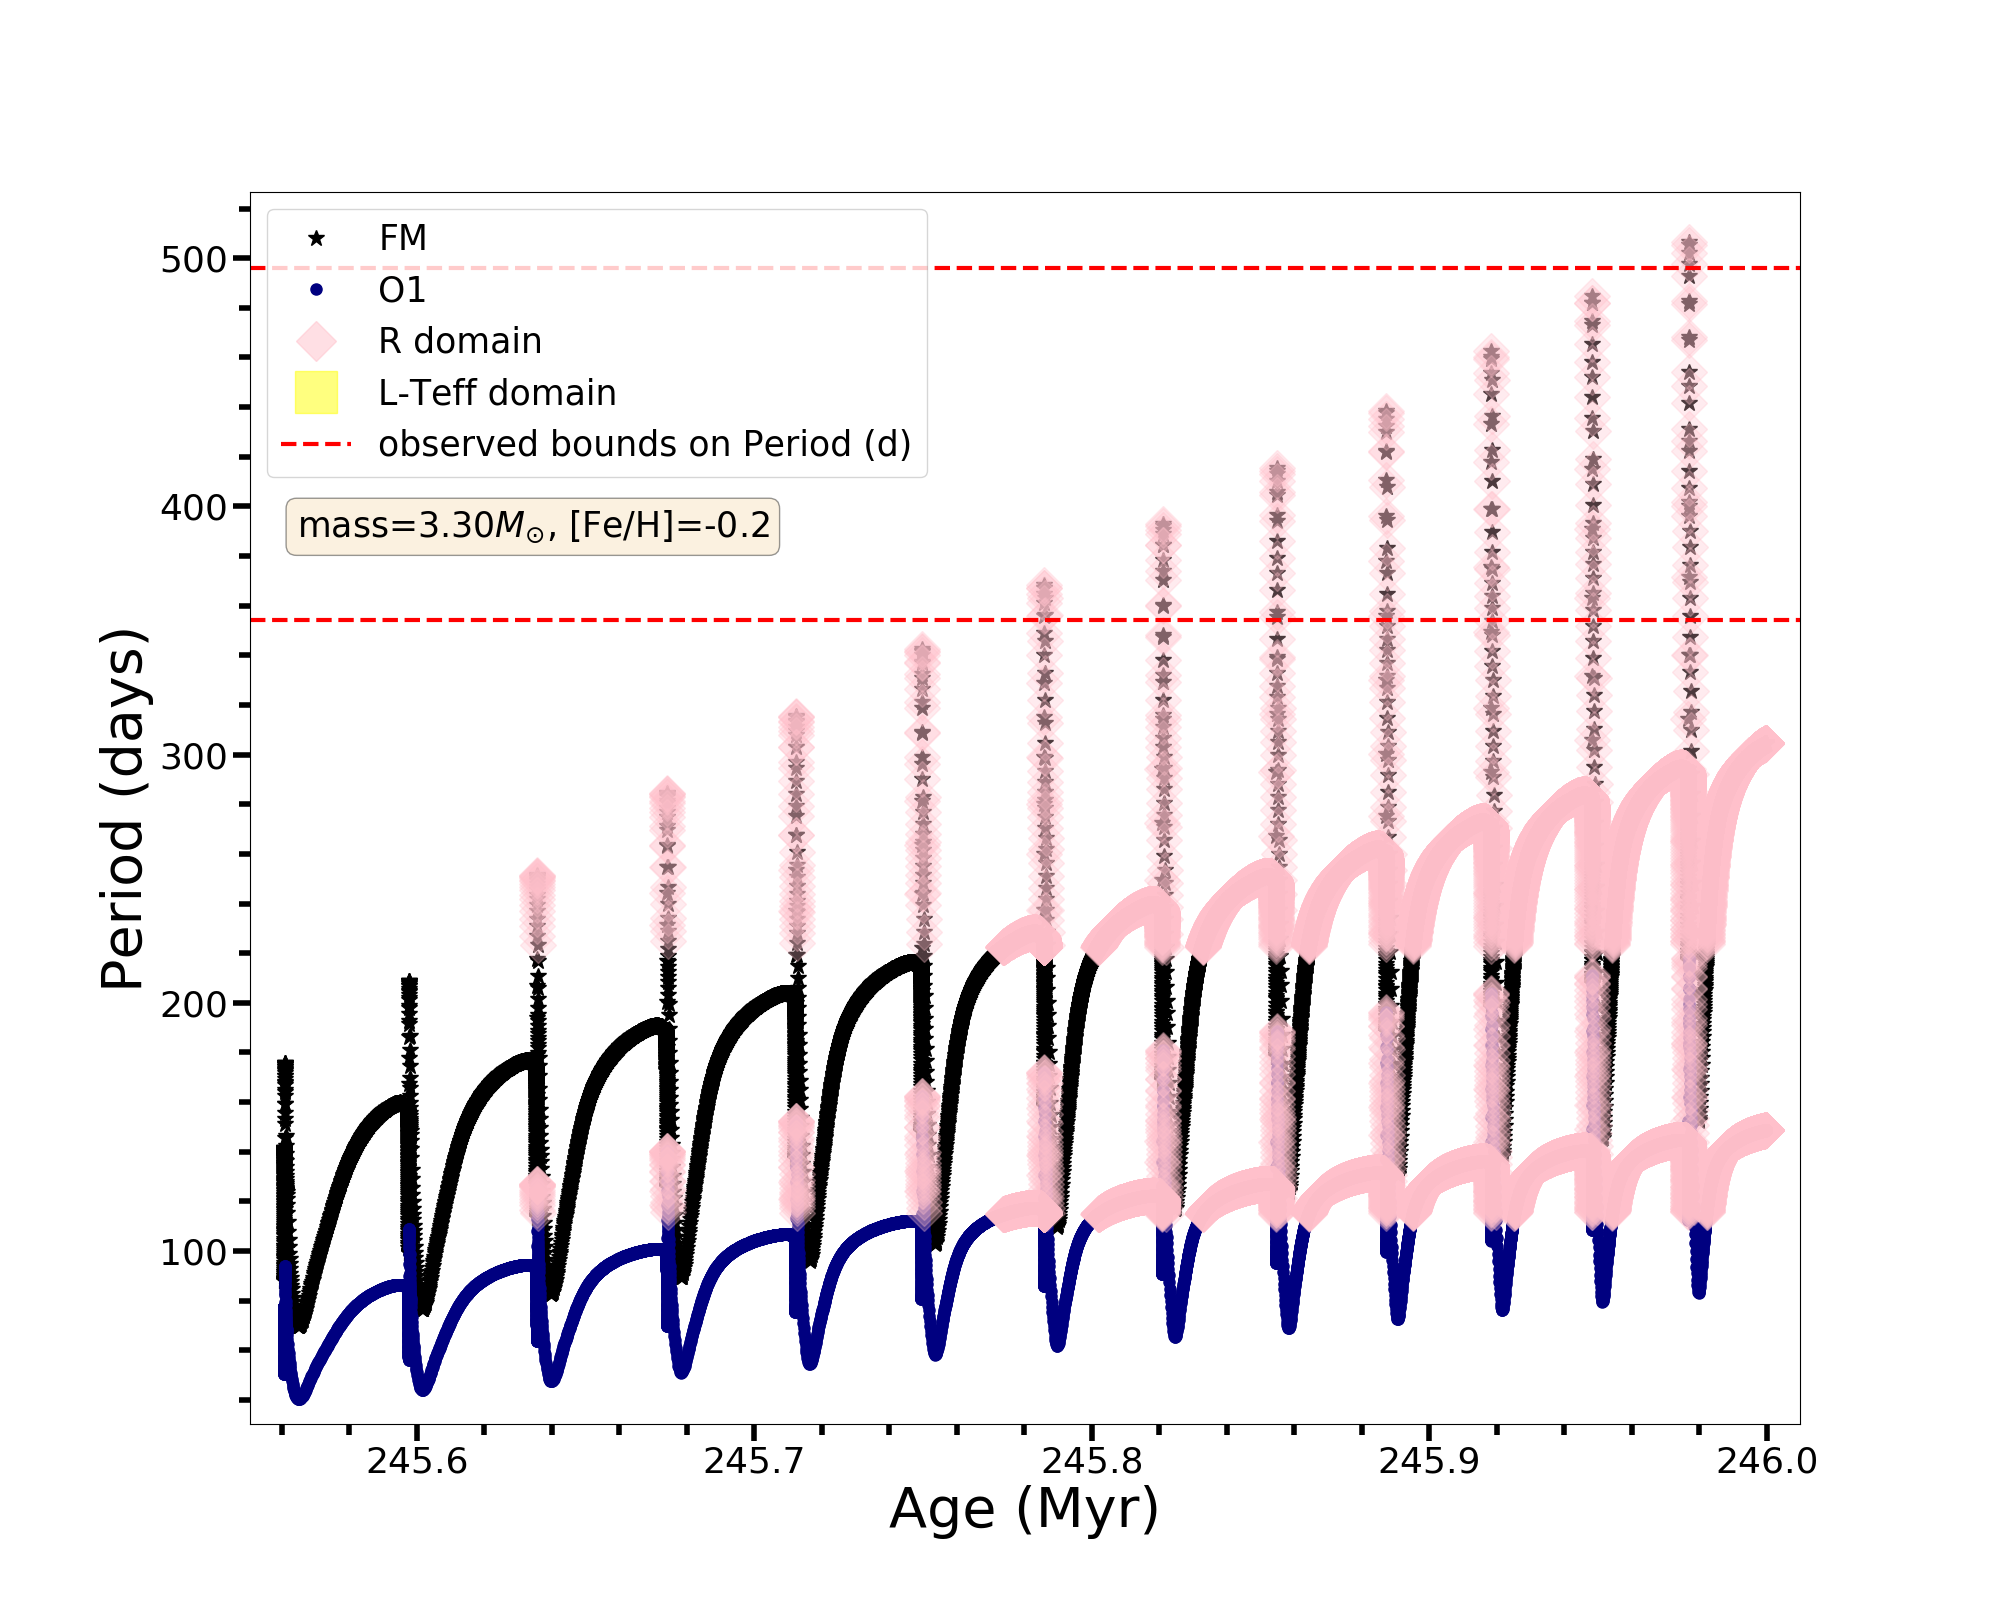 FM
O1
R domain
L-Teff domain
observed bounds on Period (d)
mass=3.30M☉, [Fe/H]=-0.2
500
400
300
200
100
Period (days)
245.6 245.7 245.8 245.9 246.0
Age (Myr)